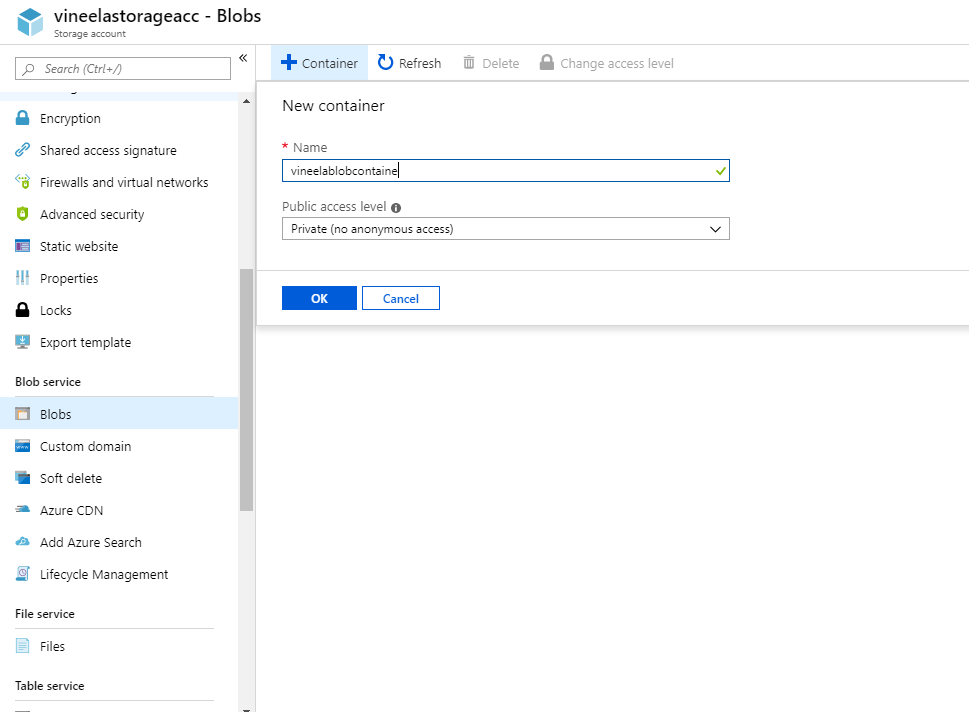 vineelastorageacc - Blobs
Storage account
Search (Ctrl+/)
«
Encryption
Shared access signature
Firewalls and virtual networks
Advanced security
Static website
Properties
Locks
Export template
Blob service
Blobs
Custom domain
Soft delete
Azure CDN
Add Azure Search
Lifecycle Management
File service
Files
Table service
Container Refresh Delete Change access level
New container
* Name
vineelablobcontaine
Public access level
Private (no anonymous access)
OK Cancel